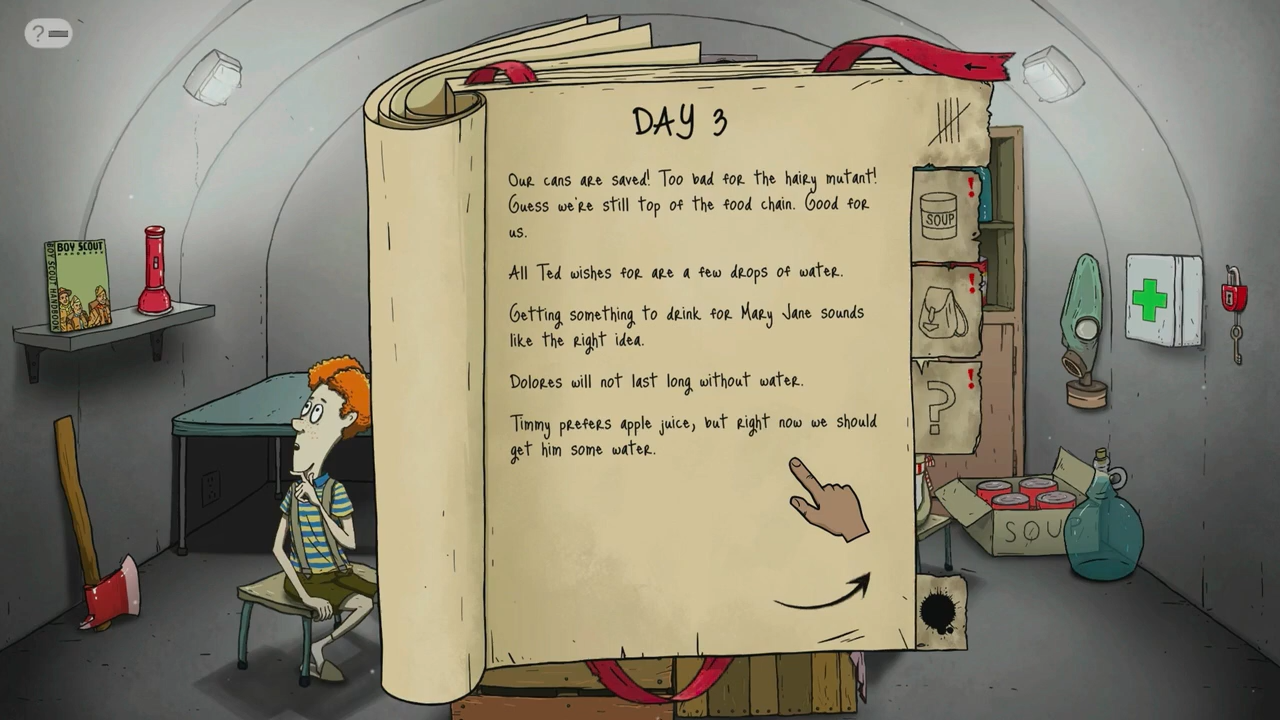 ?
DAY 3
Our cans are saved! Too bad for the hairy mutant!
Guess we're still top of the food chain. Good for
us.
All Ted wishes for are a few drops of water.
Getting something to drink for Mary Jane sounds
like the right idea.
Dolores will not last long without water.
Timmy prefers apple juice, but right now we should
get him some water.
!
SOUP
!
!
?
BOY SCOUT
BOY SCOUT HANDBOOK
SOU